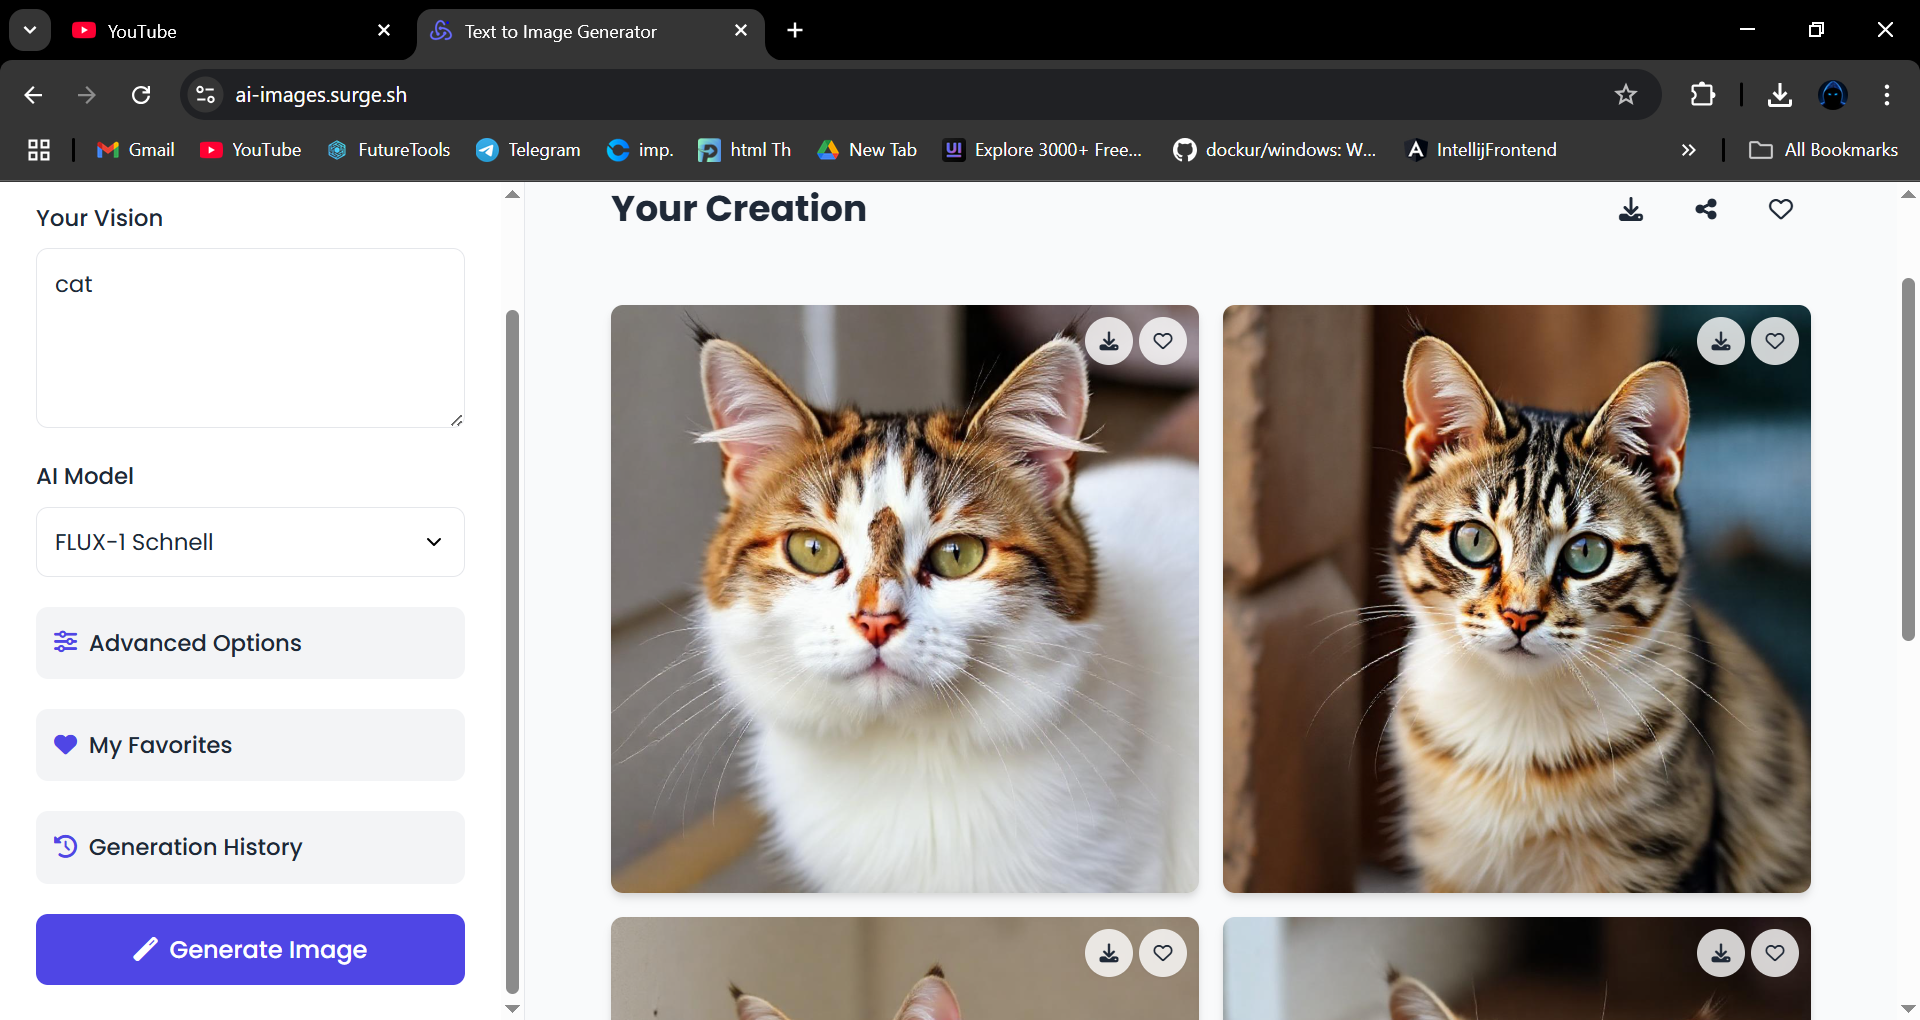 YouTube
Text to Image Generator
ai-images.surge.sh
Gmail
YouTube
FutureTools
Telegram
imp.
html Th
New Tab
Explore 3000+ Free...
dockur/windows: W...
IntellijFrontend
All Bookmarks
Your Vision
cat
AI Model
FLUX-1 Schnell
Advanced Options
My Favorites
Generation History
Generate Image
Your Creation